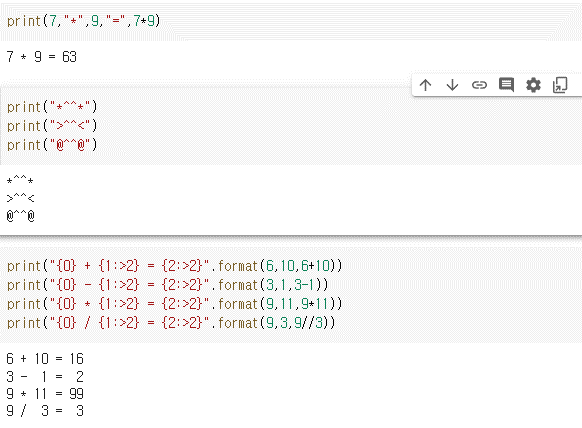 print(7,"*",9,"=",7*9)
7 * 9 = 63
print("*^^*")
print(">^^<")
print("@^^@")
*^^*
>^^<
@^^@
print("{0} + {1:>2} = {2:>2}".format(6,10,6+10))
print("{0} - {1:>2} = {2:>2}".format(3,1,3-1))
print("{0} * {1:>2} = {2:>2}".format(9,11,9*11))
print("{0} / {1:>2} = {2:>2}".format(9,3,9//3))
6 + 10 = 16
3 -  1 =  2
9 * 11 = 99
9 /  3 =  3